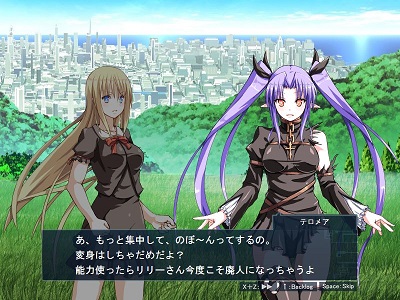 テロメア
あ、もっと集中して、のぼ～んってするの。
変身はしちゃだめだよ？
能力使ったらリリーさん今度こそ廃人になっちゃうよ
X+Z: ▶▶ ↑:Backlog Space:Skip